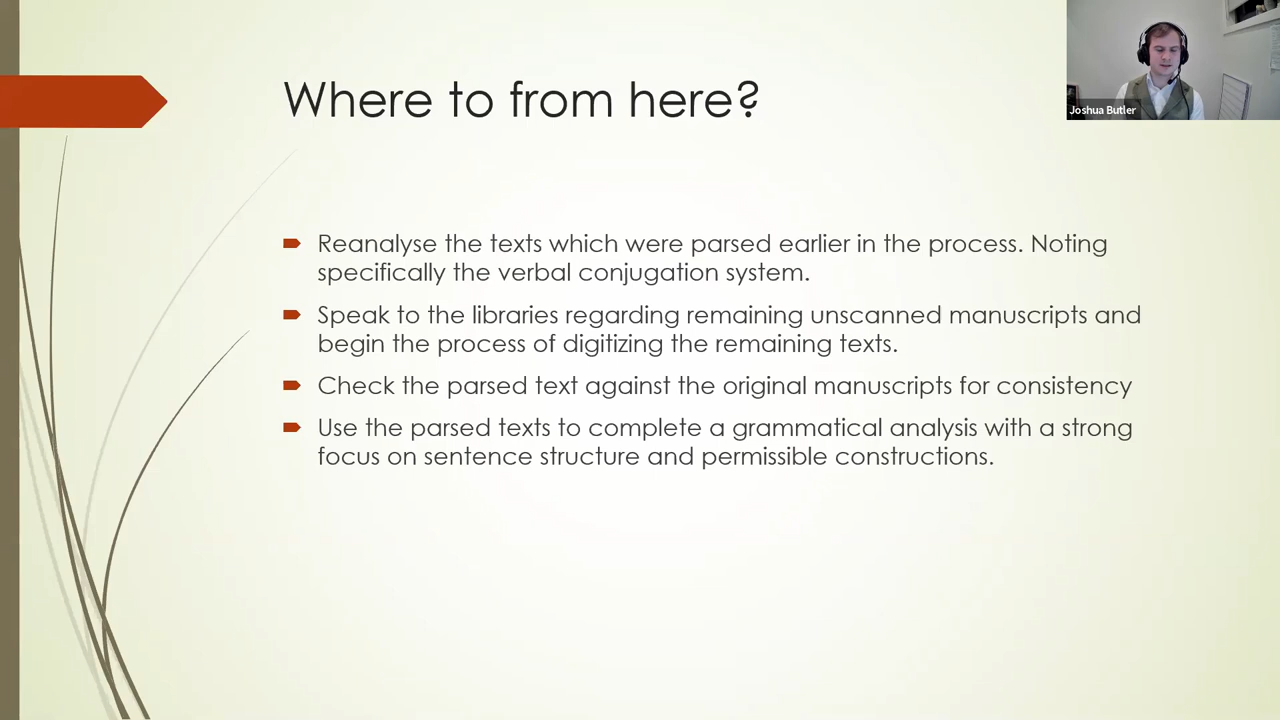 Where to from here?
Joshua Butler
Reanalyse the texts which were parsed earlier in the process. Noting
specifically the verbal conjugation system.
Speak to the libraries regarding remaining unscanned manuscripts and
begin the process of digitizing the remaining texts.
Check the parsed text against the original manuscripts for consistency
Use the parsed texts to complete a grammatical analysis with a strong
focus on sentence structure and permissible constructions.